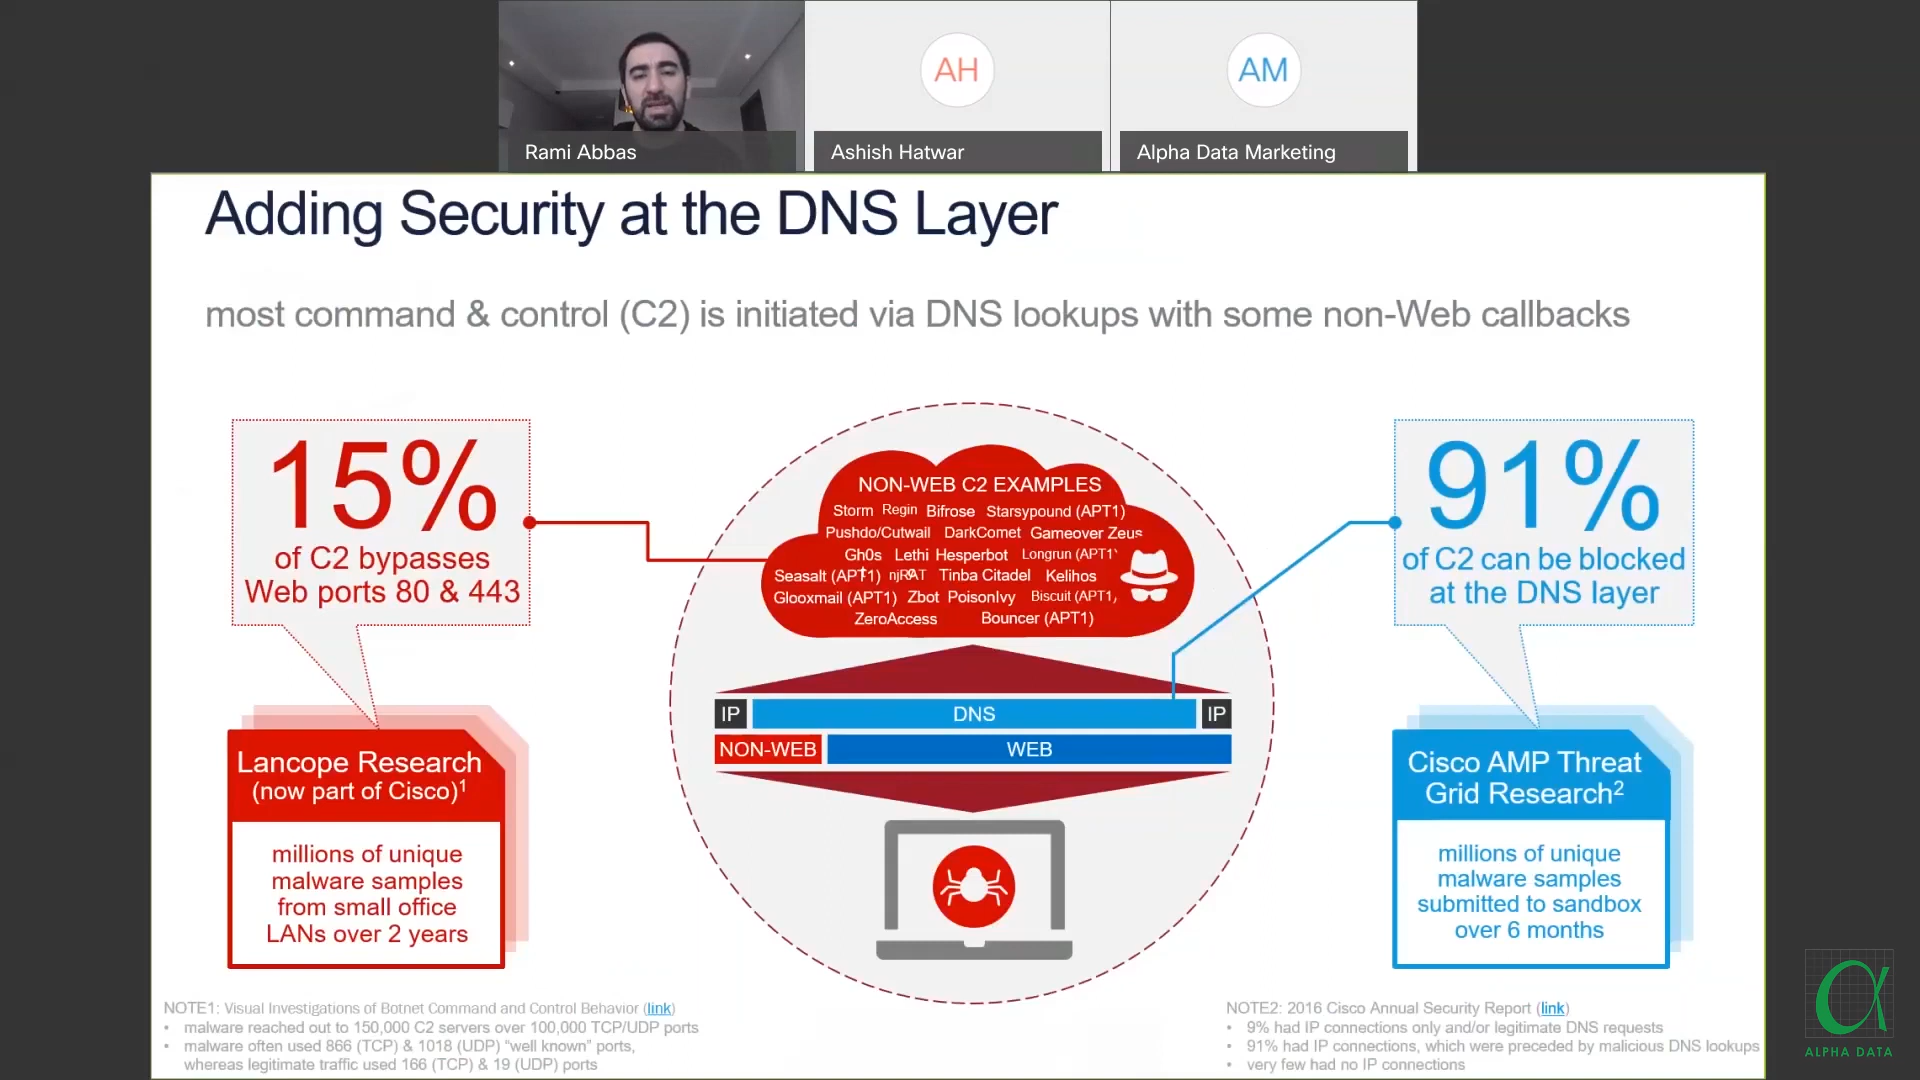 AH
AM
Rami Abbas
Ashish Hatwar
Alpha Data Marketing
Adding Security at the DNS Layer
most command & control (C2) is initiated via DNS lookups with some non-Web callbacks
15%
of C2 bypasses
Web ports 80 & 443
Lancope Research
(now part of Cisco)1
millions of unique
malware samples
from small office
LANs over 2 years
NON-WEB C2 EXAMPLES
Storm Regin Bifrose Starsypound (APT1)
Pushdo/Cutwail DarkComet Gameover Zeus
Gh0s Lethi Hesperbot Longrun (APT1)
Seasalt (APT1) njRAT Tinba Citadel Kelihos
Glooxmail (APT1) Zbot PoisonIvy Biscuit (APT1)
ZeroAccess Bouncer (APT1)
IP DNS IP
NON-WEB WEB
91%
of C2 can be blocked
at the DNS layer
Cisco AMP Threat
Grid Research2
millions of unique
malware samples
submitted to sandbox
over 6 months
NOTE1: Visual Investigations of Botnet Command and Control Behavior (link)
• malware reached out to 150,000 C2 servers over 100,000 TCP/UDP ports
• malware often used 866 (TCP) & 1018 (UDP) “well known” ports,
whereas legitimate traffic used 166 (TCP) & 19 (UDP) ports
NOTE2: 2016 Cisco Annual Security Report (link)
• 9% had IP connections only and/or legitimate DNS requests
• 91% had IP connections, which were preceded by malicious DNS lookups
• very few had no IP connections
ALPHA DATA